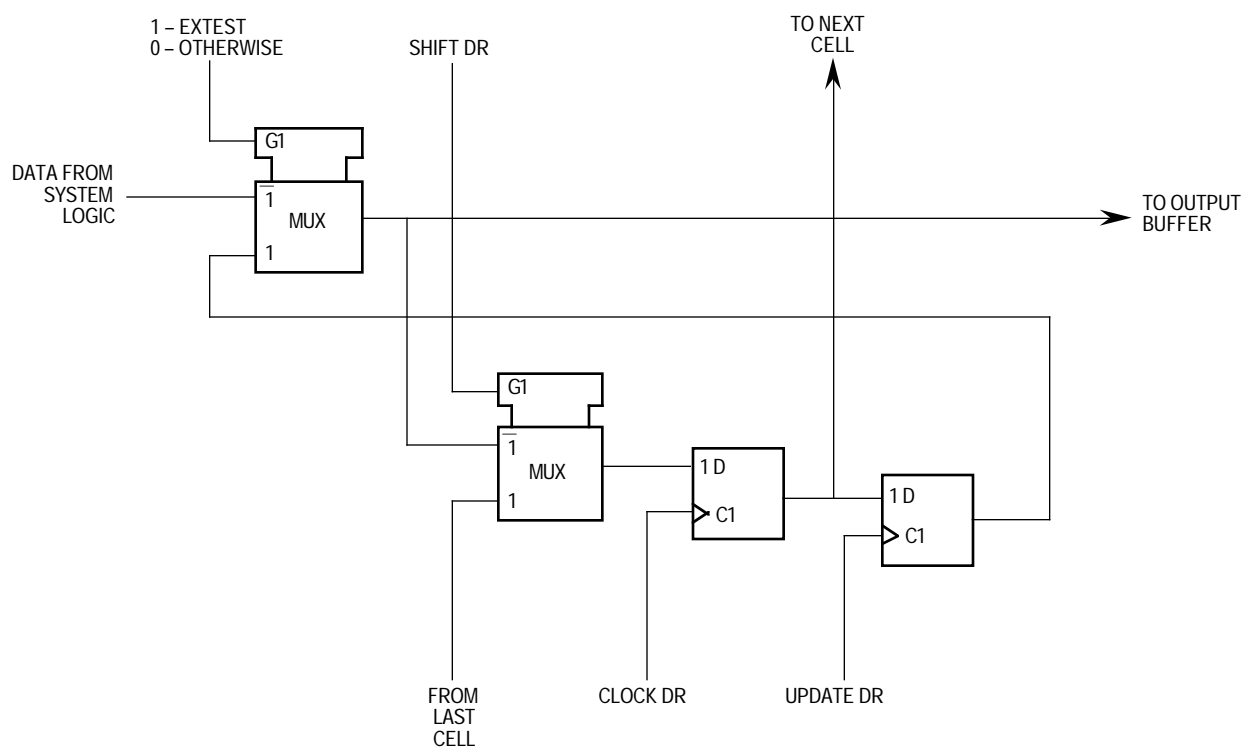 1 – EXTEST
0 – OTHERWISE
SHIFT DR
TO NEXT
CELL
G1
DATA FROM
SYSTEM
LOGIC
1
MUX
1
TO OUTPUT
BUFFER
G1
1
MUX
1
1 D
C1
1 D
C1
FROM
LAST
CELL
CLOCK DR
UPDATE DR